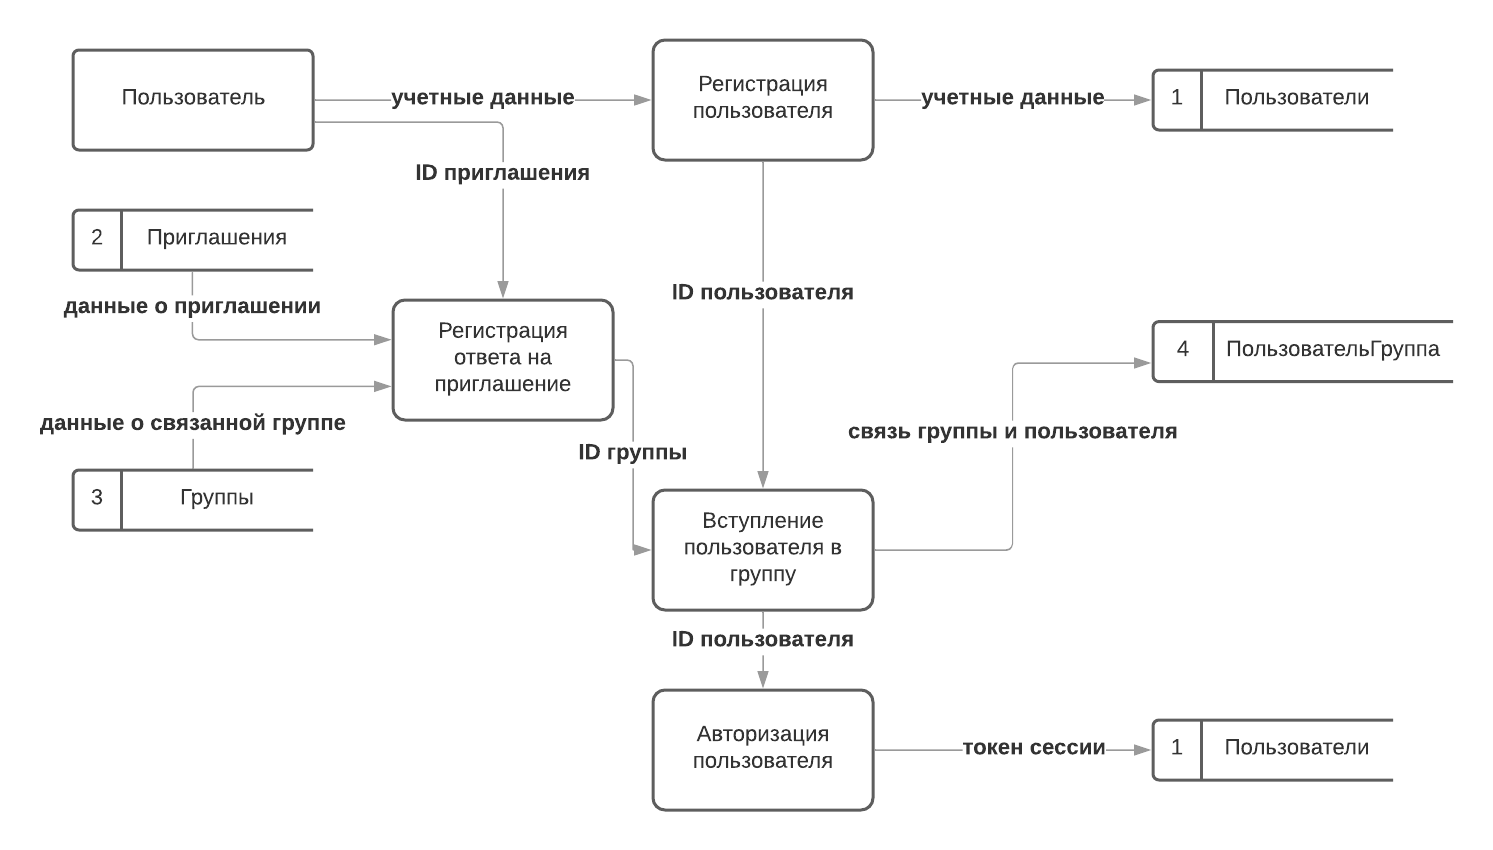 Пользователь
учетные данные
Регистрация
пользователя
учетные данные
1
Пользователи
ID приглашения
2
Приглашения
данные о приглашении
ID пользователя
Регистрация
ответа на
приглашение
4
ПользовательГруппа
данные о связанной группе
связь группы и пользователя
ID группы
3
Группы
Вступление
пользователя в
группу
ID пользователя
Авторизация
пользователя
токен сессии
1
Пользователи